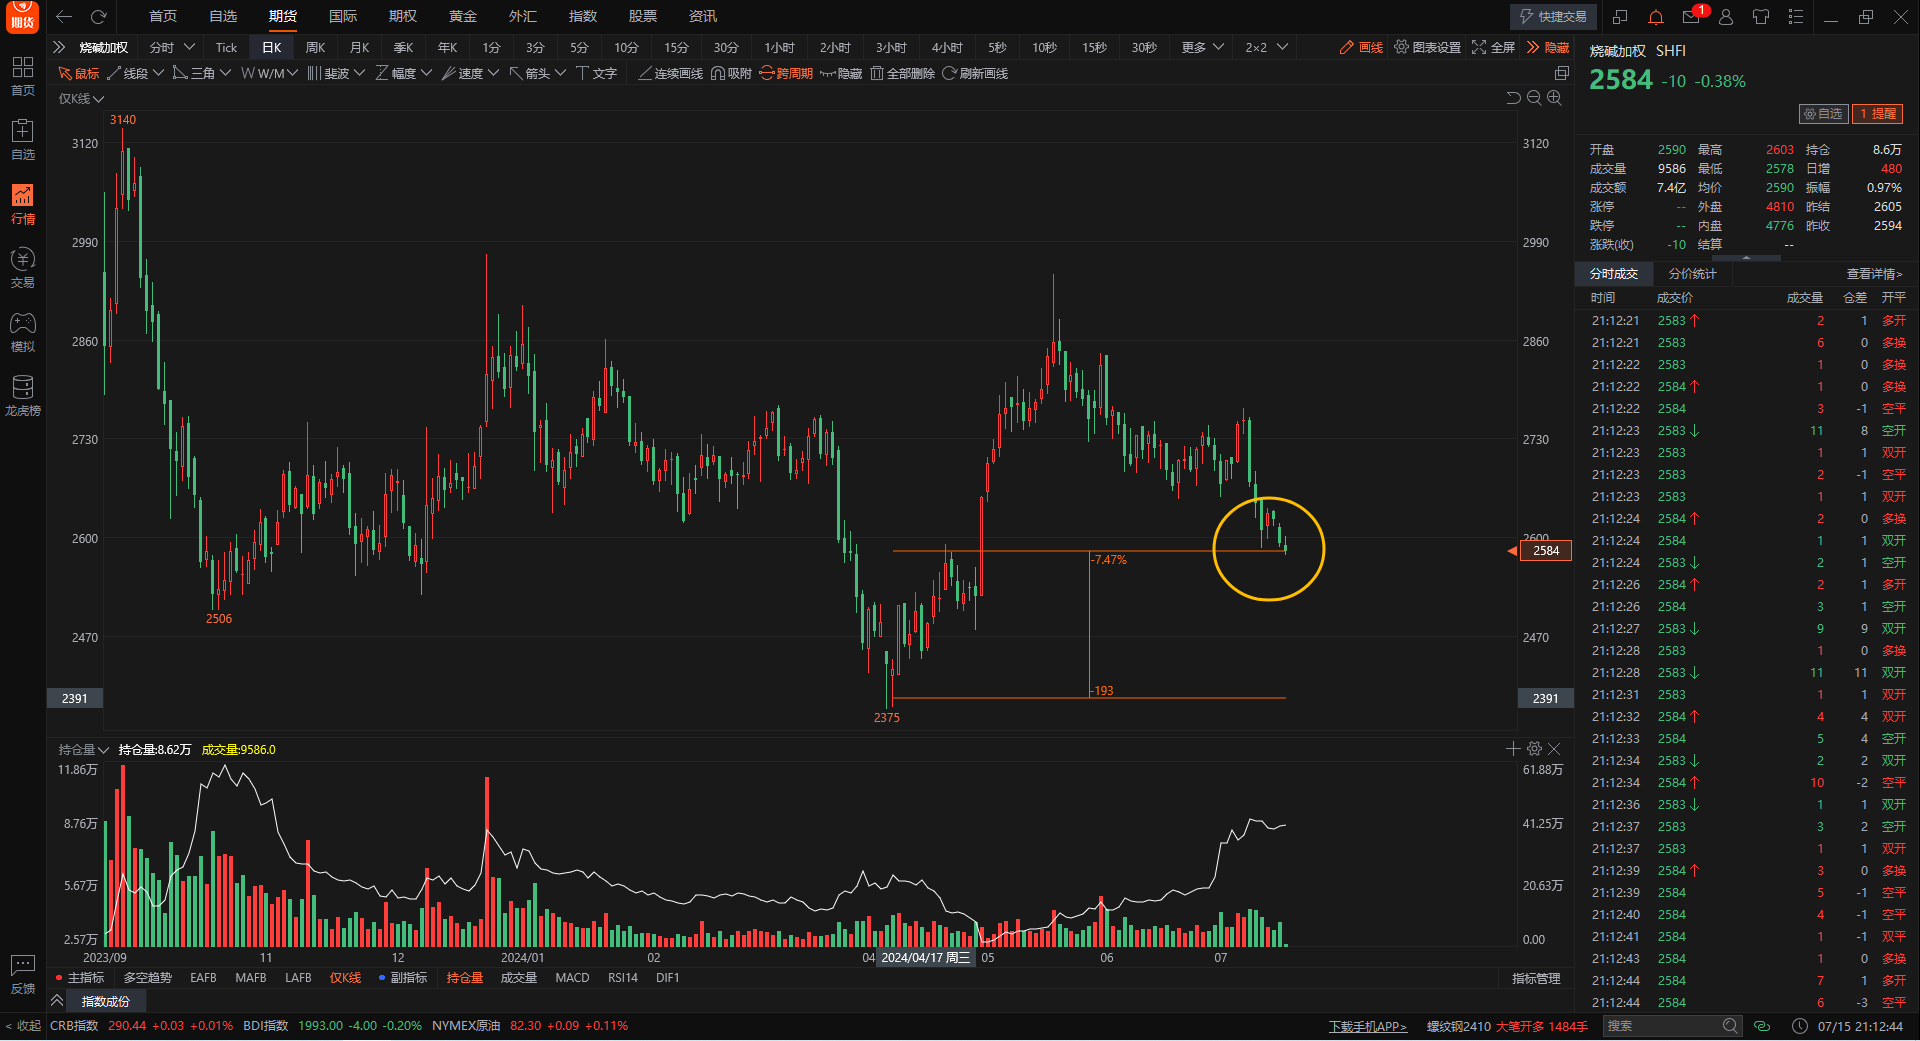 期货 首页 自选 期货 国际 期权 黄金 外汇 指数 股票 资讯 快捷交易 1
烧碱加权 分时 Tick 日K 周K 月K 季K 年K 1分 3分 5分 10分 15分 30分 1小时 2小时 3小时 4小时 5秒 10秒 15秒 30秒 更多 2×2 画线 图表设置 全屏 隐藏
鼠标 线段 三角 W/M 斐波 幅度 速度 箭头 文字 连续画线 吸附 跨周期 隐藏 全部删除 刷新画线
仅K线
首页
自选
行情
交易
模拟
龙虎榜
反馈
< 收起
3140
3120 3120
2990 2990
2860 2860
2730 2730
2600 2600
2584
-7.47%
2506
2470 2470
-193
2391 2391
2375
持仓量 持仓量:8.62万 成交量:9586.0
11.86万 61.88万
8.76万 41.25万
5.67万 20.63万
2.57万 0.00
2023/09 11 12 2024/01 02 04 2024/04/17 周三 05 06 07
主指标 多空趋势 EAFB MAFB LAFB 仅K线 副指标 持仓量 成交量 MACD RSI14 DIF1 指标管理
指数成份
烧碱加权 SHFI
2584 -10 -0.38%
自选 1 提醒
开盘 2590 最高 2603 持仓 8.6万
成交量 9586 最低 2578 日增 480
成交额 7.4亿 均价 2590 振幅 0.97%
涨停 -- 外盘 4810 昨结 2605
跌停 -- 内盘 4776 昨收 2594
涨跌(收) -10 结算 --
分时成交 分价统计 查看详情>
时间 成交价 成交量 仓差 开平
21:12:21 2583↑ 2 1 多开
21:12:21 2583 6 0 多换
21:12:22 2583 1 0 多换
21:12:22 2584↑ 1 0 多换
21:12:22 2584 3 -1 空平
21:12:23 2583↓ 11 8 空开
21:12:23 2583 1 1 双开
21:12:23 2583 2 -1 空平
21:12:23 2583 1 1 双开
21:12:24 2584↑ 2 0 多换
21:12:24 2584 1 1 双开
21:12:24 2583↓ 2 1 空开
21:12:26 2584↑ 2 1 多开
21:12:26 2584 3 1 空开
21:12:27 2583↓ 9 9 双开
21:12:28 2583 1 0 多换
21:12:28 2583↓ 11 11 双开
21:12:31 2583 1 1 双开
21:12:32 2584↑ 4 4 双开
21:12:33 2584 5 4 空开
21:12:34 2583↓ 2 2 双开
21:12:34 2584↑ 10 -2 空平
21:12:36 2583↓ 1 1 双开
21:12:37 2583 3 2 空开
21:12:37 2583 1 1 双开
21:12:39 2584↑ 3 0 多换
21:12:39 2584 5 -1 空平
21:12:40 2584 4 -1 空平
21:12:41 2584 1 -1 双平
21:12:43 2584 1 0 多换
21:12:44 2584 7 1 多开
21:12:44 2584 6 -3 空平
CRB指数 290.44 +0.03 +0.01% BDI指数 1993.00 -4.00 -0.20% NYMEX原油 82.30 +0.09 +0.11% 下载手机APP> 螺纹钢2410 大笔开多 1484手 搜索 07/15 21:12:44